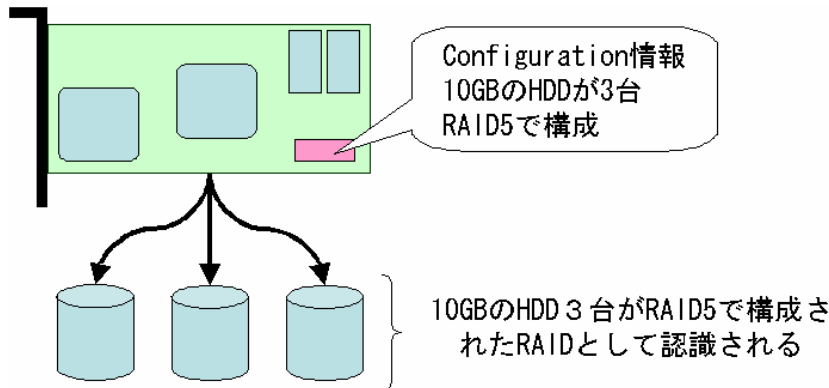 Configuration情報
10GBのHDDが3台
RAID5で構成
10GBのHDD３台がRAID5で構成さ
れたRAIDとして認識される